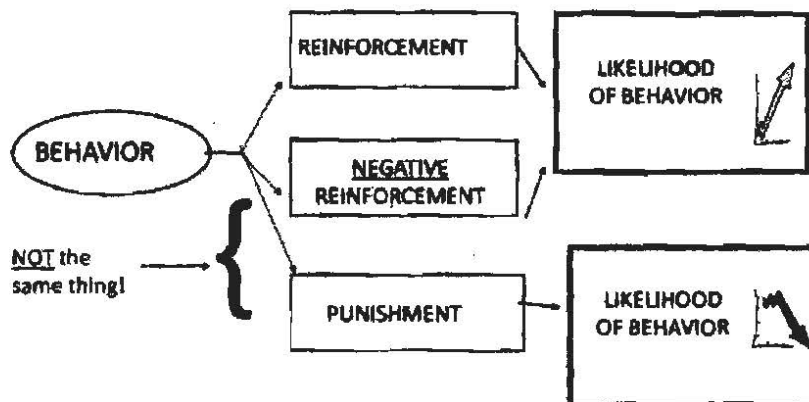 REINFORCEMENT
LIKELIHOOD
OF BEHAVIOR
BEHAVIOR
NEGATIVE
REINFORCEMENT
NOT the
same thing!
PUNISHMENT
LIKELIHOOD
OF BEHAVIOR